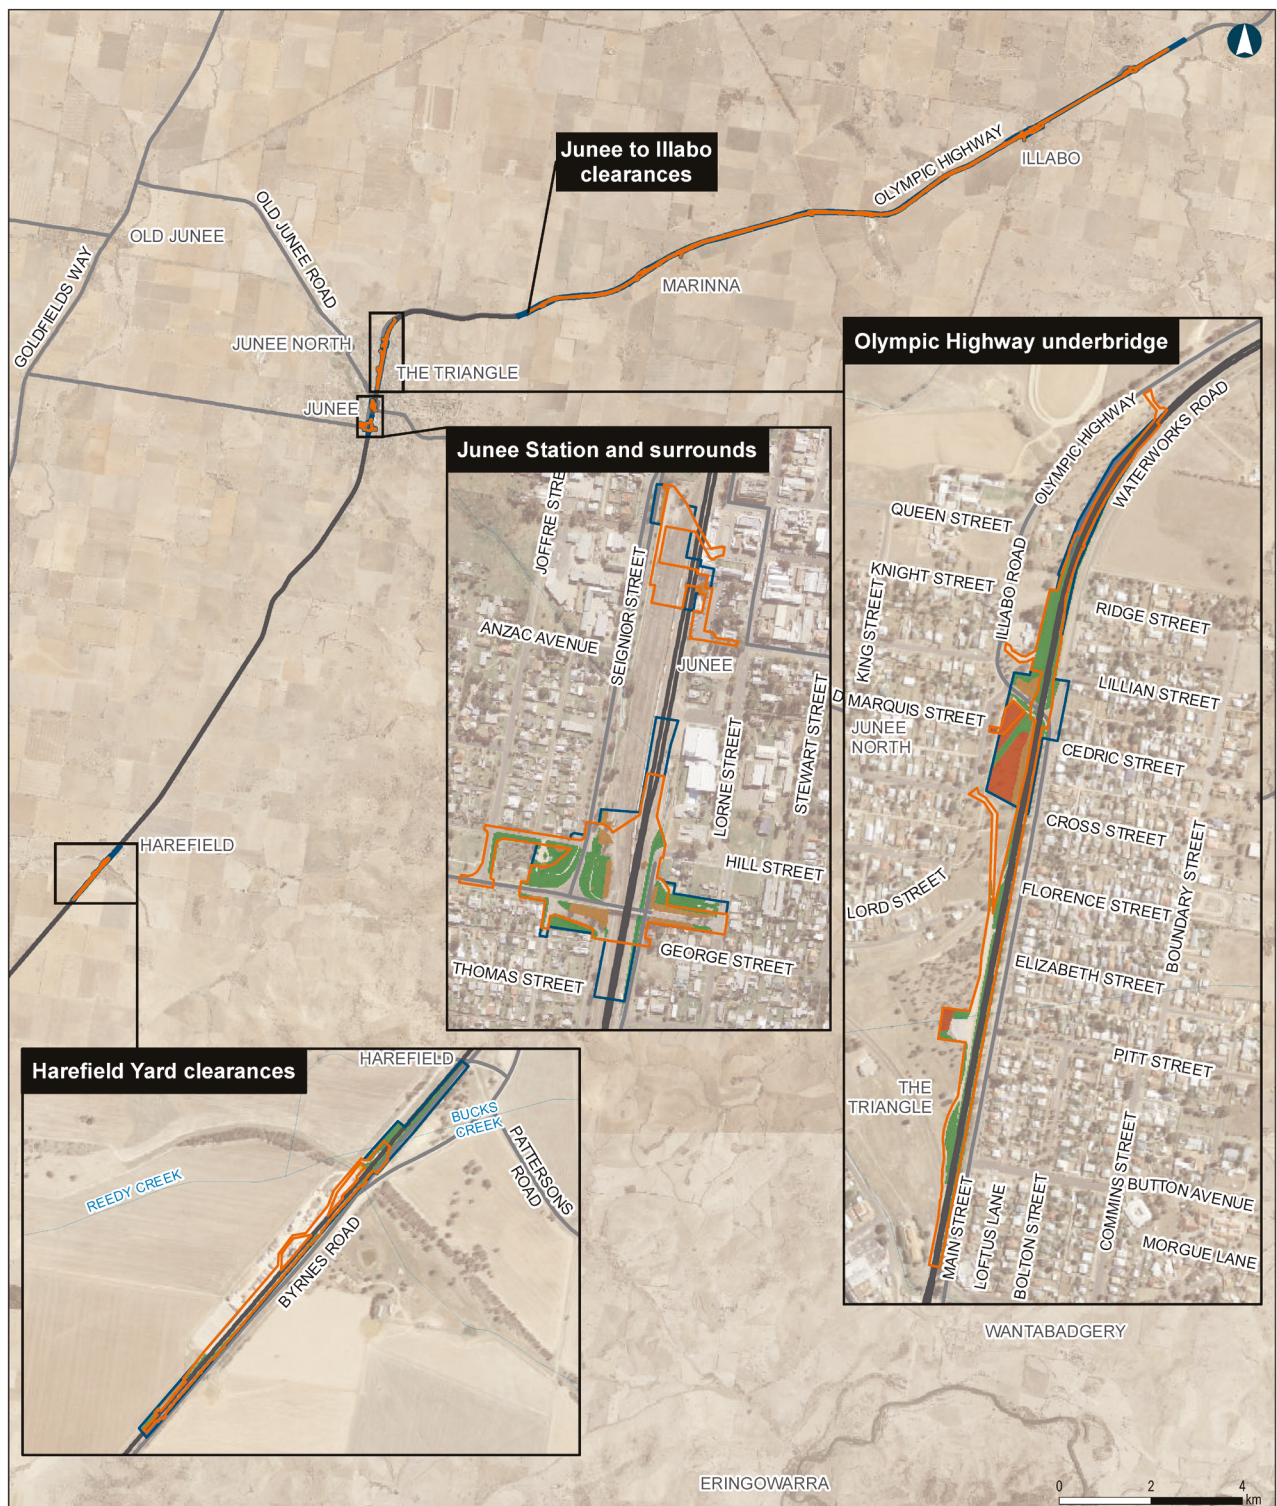 Junee to Illabo
clearances
OLYMPIC HIGHWAY
ILLABO
OLD JUNEE
OLD JUNEE ROAD
GOLDFIELDS WAY
MARINNA
JUNEE NORTH
THE TRIANGLE
JUNEE
HAREFIELD
Olympic Highway underbridge
OLYMPIC HIGHWAY
WATERWORKS ROAD
QUEEN STREET
KNIGHT STREET
KING STREET
ILLABO ROAD
RIDGE STREET
LILLIAN STREET
MARQUIS STREET
JUNEE
NORTH
CEDRIC STREET
CROSS STREET
BOUNDARY STREET
LORD STREET
FLORENCE STREET
ELIZABETH STREET
PITT STREET
THE
TRIANGLE
COMMINS STREET
BUTTON AVENUE
MAIN STREET
LOFTUS LANE
BOLTON STREET
MORGUE LANE
Junee Station and surrounds
JOFFRE STRE
SEIGNIOR STREET
ANZAC AVENUE
JUNEE
STEWART STREET
LORNE STREET
HILL STREET
GEORGE STREET
THOMAS STREET
Harefield Yard clearances
HAREFIELD
BUCKS
CREEK
PATTERSONS
ROAD
REEDY CREEK
BYRNES ROAD
WANTABADGERY
ERINGOWARRA
0 2 4
km